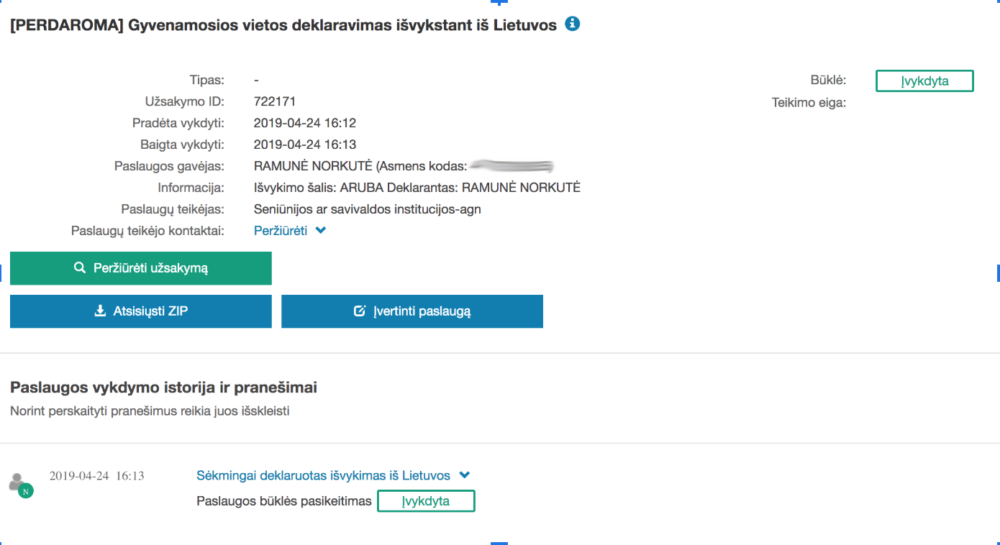 [PERDAROMA] Gyvenamosios vietos deklaravimas išvykstant iš Lietuvos
Tipas: -
Užsakymo ID: 722171
Pradėta vykdyti: 2019-04-24 16:12
Baigta vykdyti: 2019-04-24 16:13
Paslaugos gavėjas: RAMUNĖ NORKUTĖ (Asmens kodas:
Informacija: Išvykimo šalis: ARUBA Deklarantas: RAMUNĖ NORKUTĖ
Paslaugų teikėjas: Seniūnijos ar savivaldos institucijos-agn
Paslaugų teikėjo kontaktai: Peržiūrėti
Būklė: Įvykdyta
Teikimo eiga:
Peržiūrėti užsakymą
Atsisiųsti ZIP
Įvertinti paslaugą
Paslaugos vykdymo istorija ir pranešimai
Norint perskaityti pranešimus reikia juos išskleisti
N
2019-04-24 16:13
Sėkmingai deklaruotas išvykimas iš Lietuvos
Paslaugos būklės pasikeitimas Įvykdyta